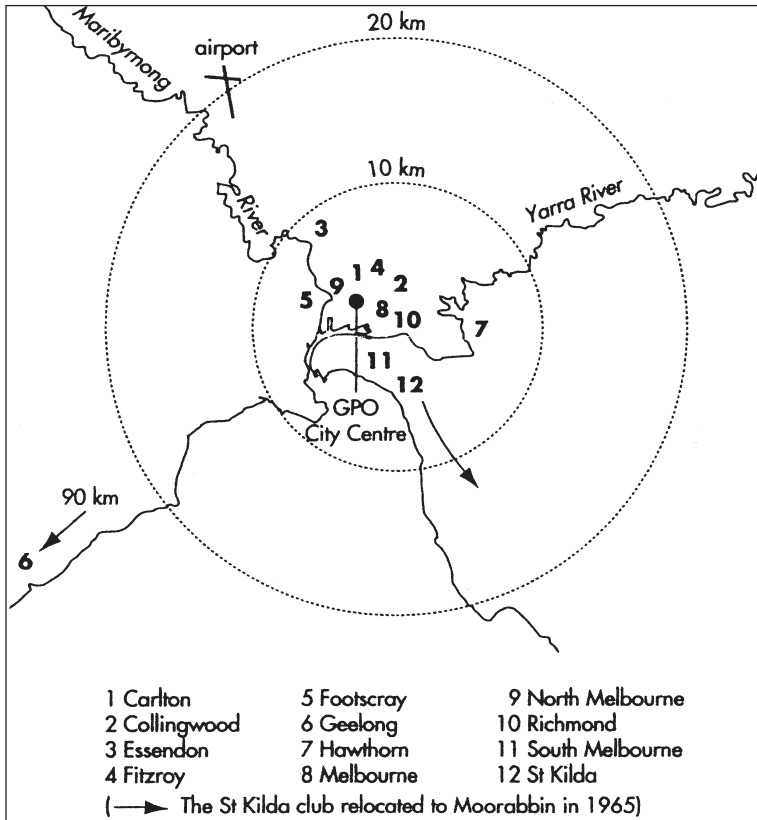 20 km
Maribymong
River
airport
10 km
Yarra River
3
1 4
9 2
5 8
10 7
11
12
GPO
City Centre
90 km
6
1 Carlton 5 Footscray 9 North Melbourne
2 Collingwood 6 Geelong 10 Richmond
3 Essendon 7 Hawthorn 11 South Melbourne
4 Fitzroy 8 Melbourne 12 St Kilda
( The St Kilda club relocated to Moorabbin in 1965)